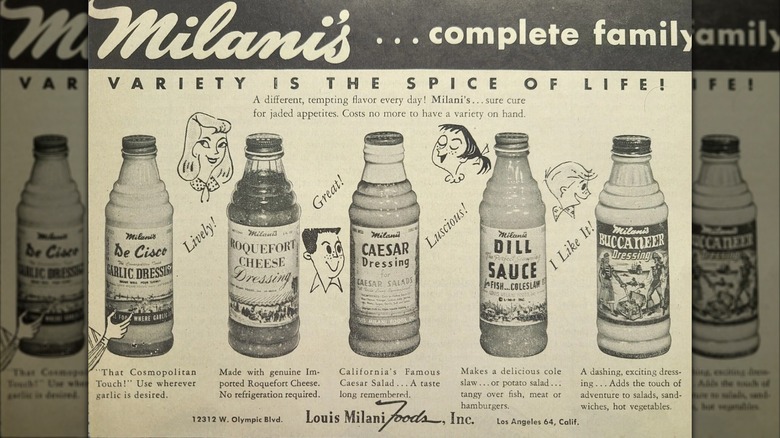 Milani's ... complete family
VARIETY IS THE SPICE OF LIFE!
A different, tempting flavor every day! Milani's... sure cure
for jaded appetites. Costs no more to have a variety on hand.
Lively!
Great!
Luscious!
I Like It!
Milani's
De Cisco
GARLIC DRESSING
FOR WHERE GARLIC
Milani's
ROQUEFORT
CHEESE
Dressing
Milani's
CAESAR
Dressing
for
CAESAR SALADS
Milani's
DILL
SAUCE
for FISH...COLESLAW
Milani's
BUCCANEER
Dressing
"That Cosmopolitan
Touch!" Use wherever
garlic is desired.
Made with genuine Im-
ported Roquefort Cheese.
No refrigeration required.
California's Famous
Caesar Salad... A taste
long remembered.
Makes a delicious cole
slaw...or potato salad...
tangy over fish, meat or
hamburgers.
A dashing, exciting dress-
ing... Adds the touch of
adventure to salads, sand-
wiches, hot vegetables.
12312 W. Olympic Blvd. Louis Milani Foods, Inc. Los Angeles 64, Calif.